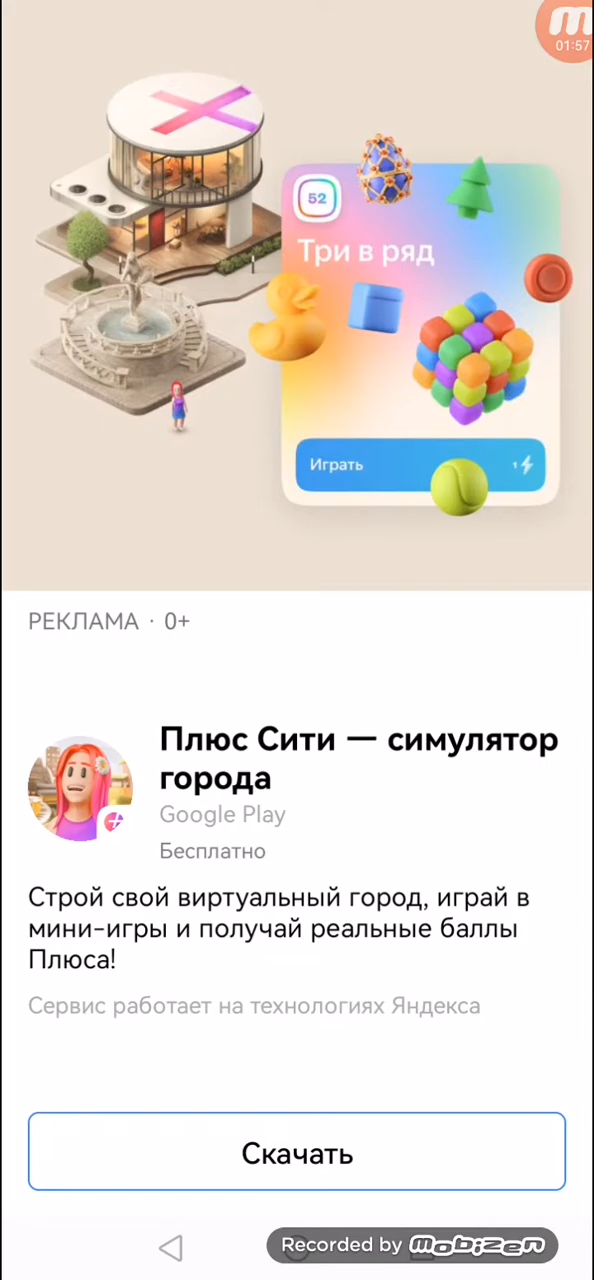 01:57
52
Три в ряд
Играть
1
РЕКЛАМА · 0+
Плюс Сити — симулятор
города
Google Play
Бесплатно
Строй свой виртуальный город, играй в
мини-игры и получай реальные баллы
Плюса!
Сервис работает на технологиях Яндекса
Скачать
Recorded by mobizen